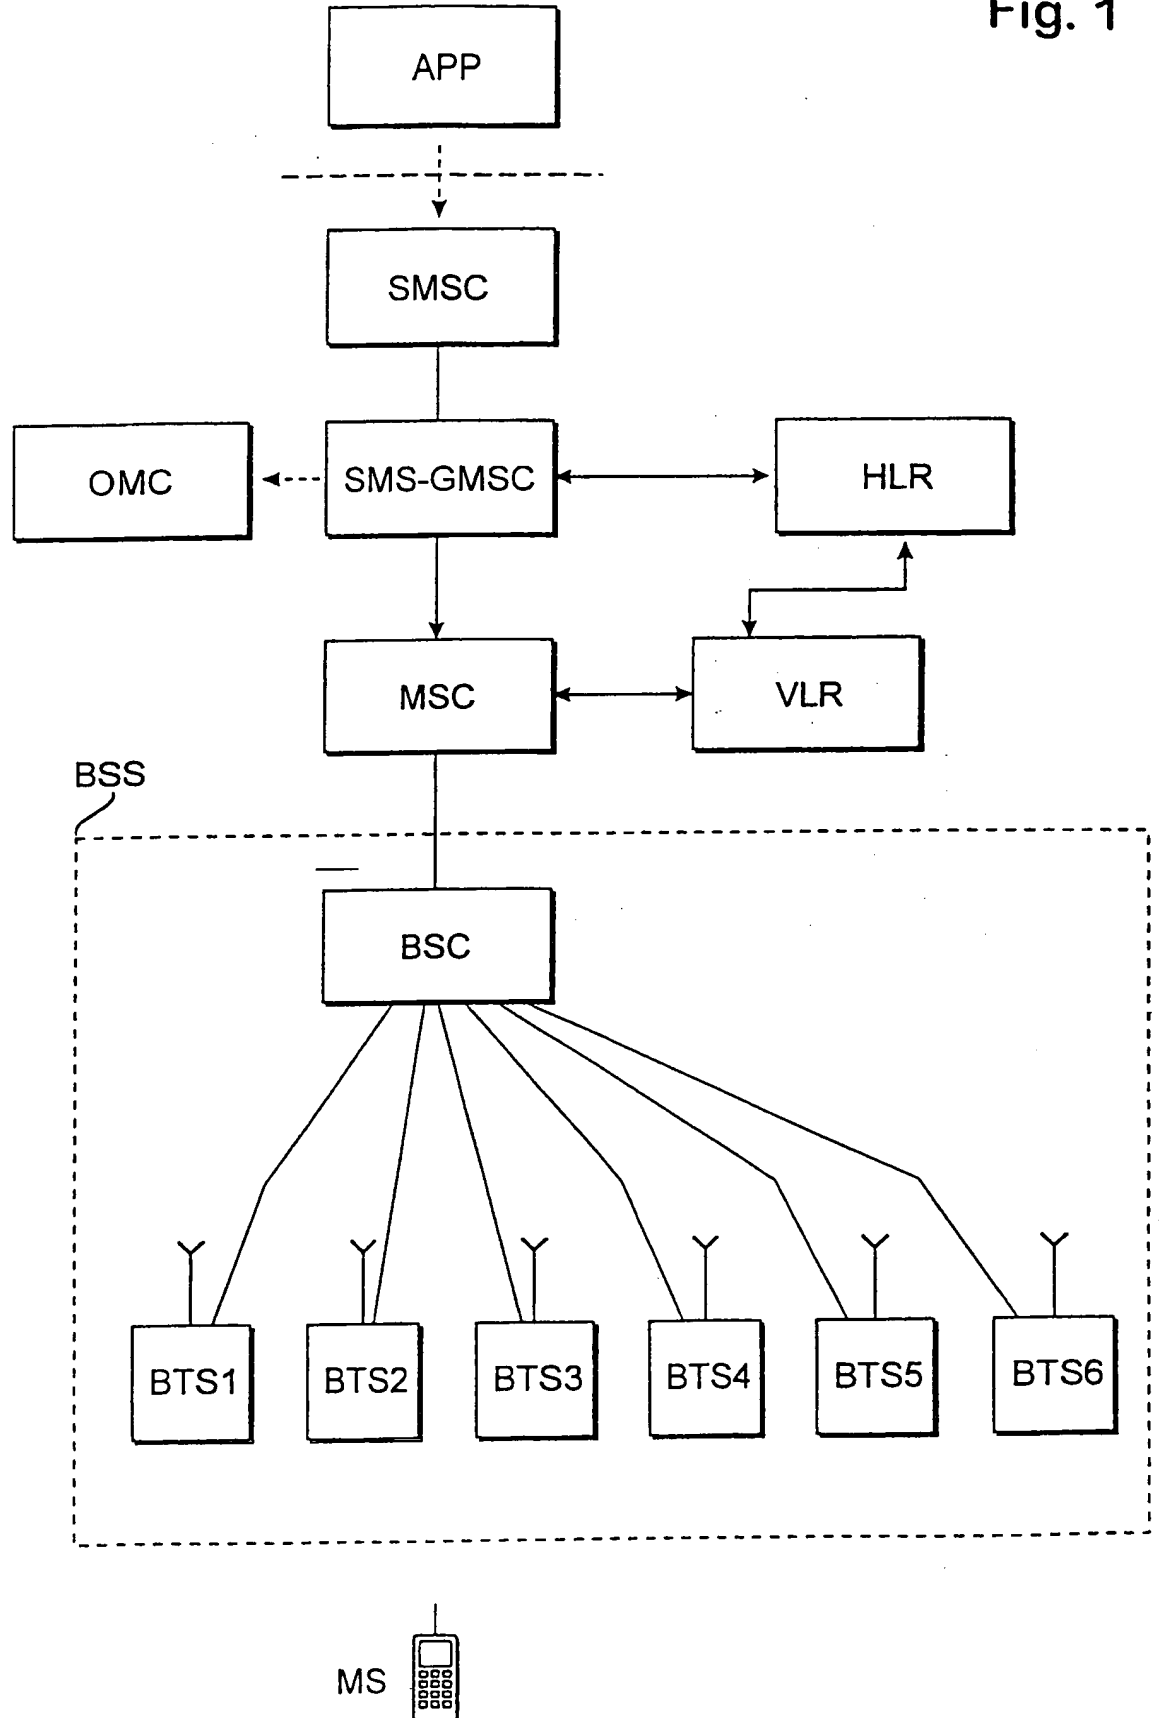 Fig. 1
APP
SMSC
OMC
SMS-GMSC
HLR
MSC
VLR
BSS
BSC
BTS1
BTS2
BTS3
BTS4
BTS5
BTS6
MS